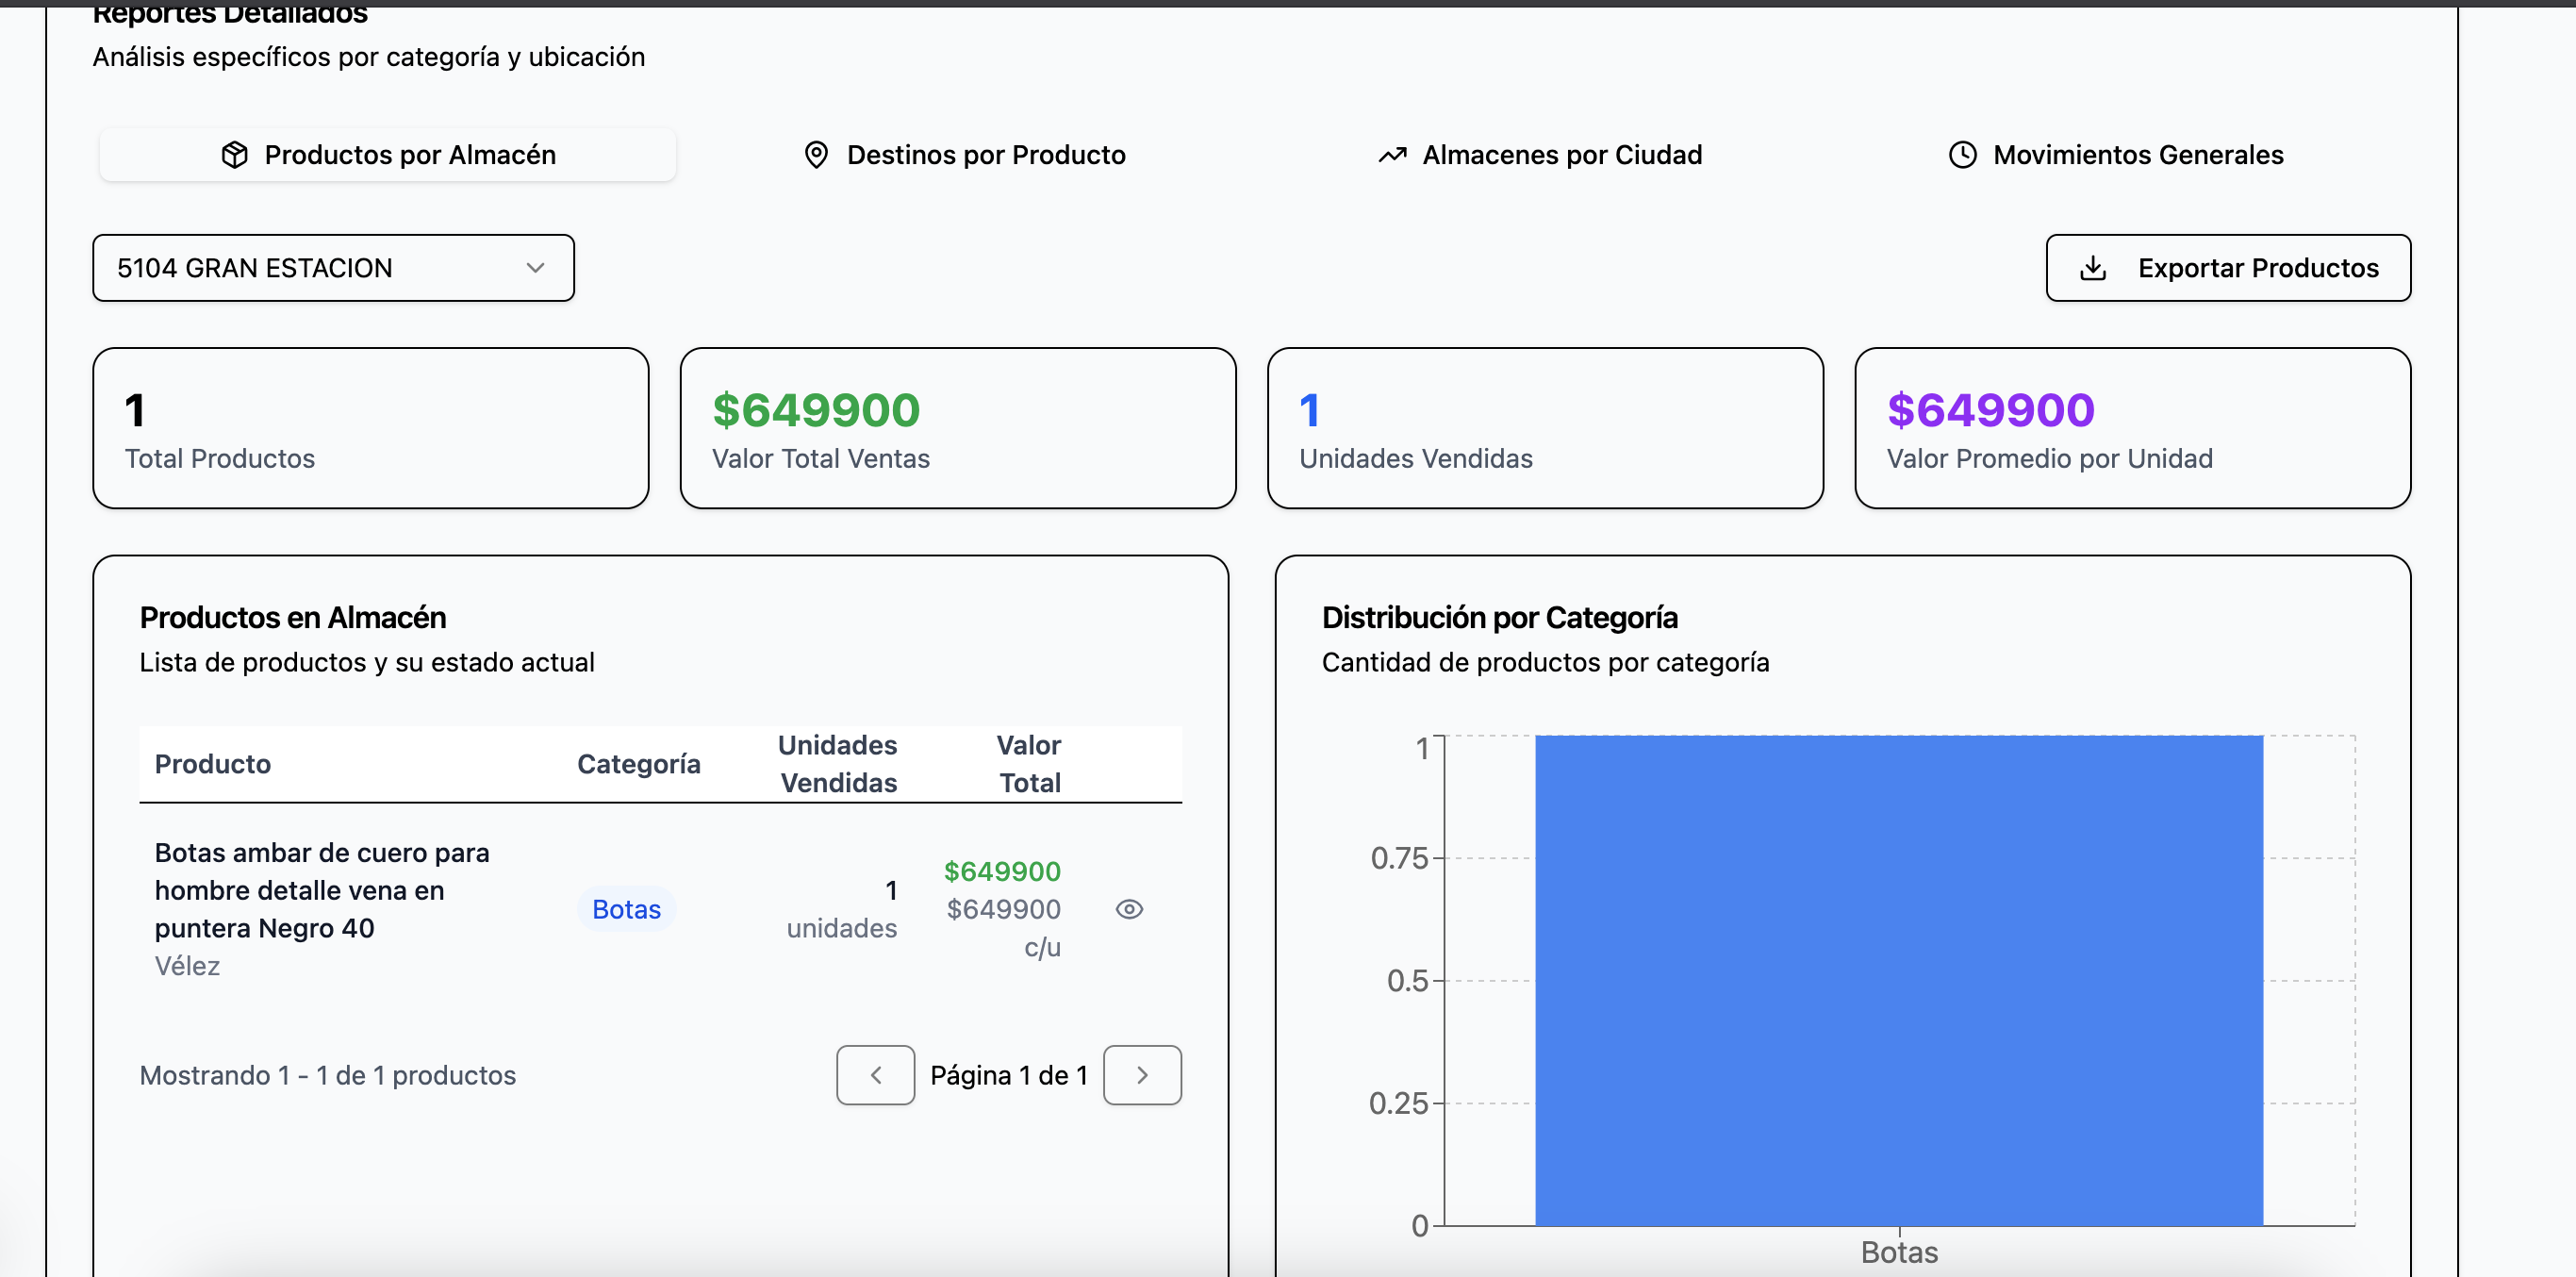 Reportes Detallados
Análisis específicos por categoría y ubicación
Productos por Almacén
Destinos por Producto
Almacenes por Ciudad
Movimientos Generales
5104 GRAN ESTACION
Exportar Productos
1
Total Productos
$649900
Valor Total Ventas
1
Unidades Vendidas
$649900
Valor Promedio por Unidad
Productos en Almacén
Lista de productos y su estado actual
Producto
Categoría
Unidades
Vendidas
Valor
Total
Botas ambar de cuero para
hombre detalle vena en
puntera Negro 40
Vélez
Botas
1
unidades
$649900
$649900
c/u
Mostrando 1 - 1 de 1 productos
Página 1 de 1
Distribución por Categoría
Cantidad de productos por categoría
1
0.75
0.5
0.25
0
Botas